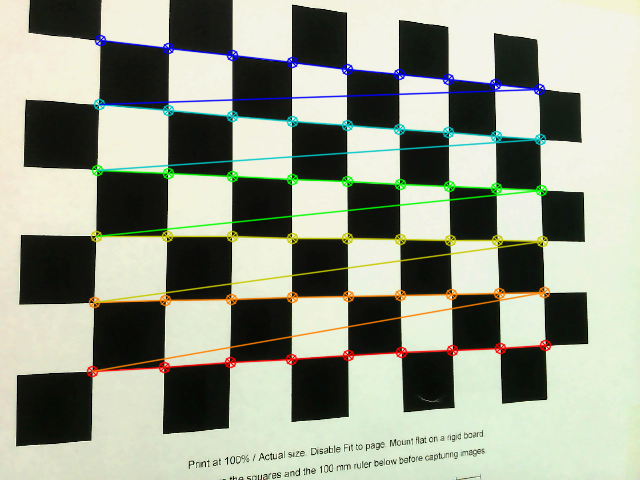 Print at 100% / Actual size. Disable Fit to page. Mount flat on a rigid board.
the squares and the 100 mm ruler below before capturing images.